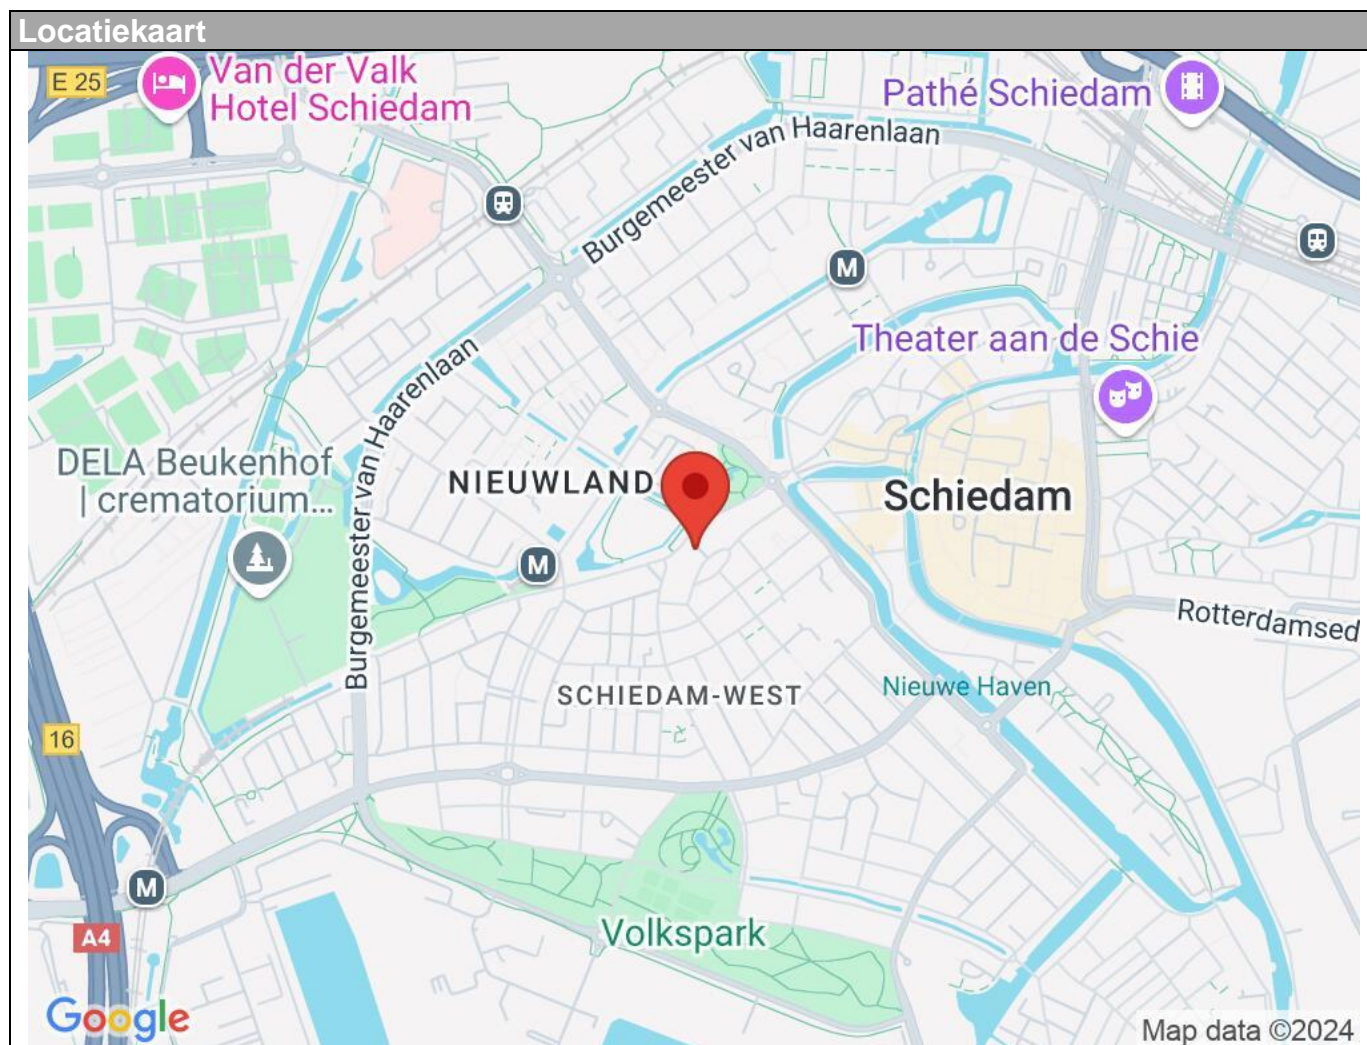 Locatiekaart
E 25
Van der Valk
Hotel Schiedam
Pathé Schiedam
Burgemeester van Haarenlaan
M
Theater aan de Schie
Burgemeester van Haarenlaan
DELA Beukenhof
| crematorium...
NIEUWLAND
Schiedam
M
Rotterdamsed
SCHIEDAM-WEST
Nieuwe Haven
16
M
A4
Volkspark
Google
Map data ©2024